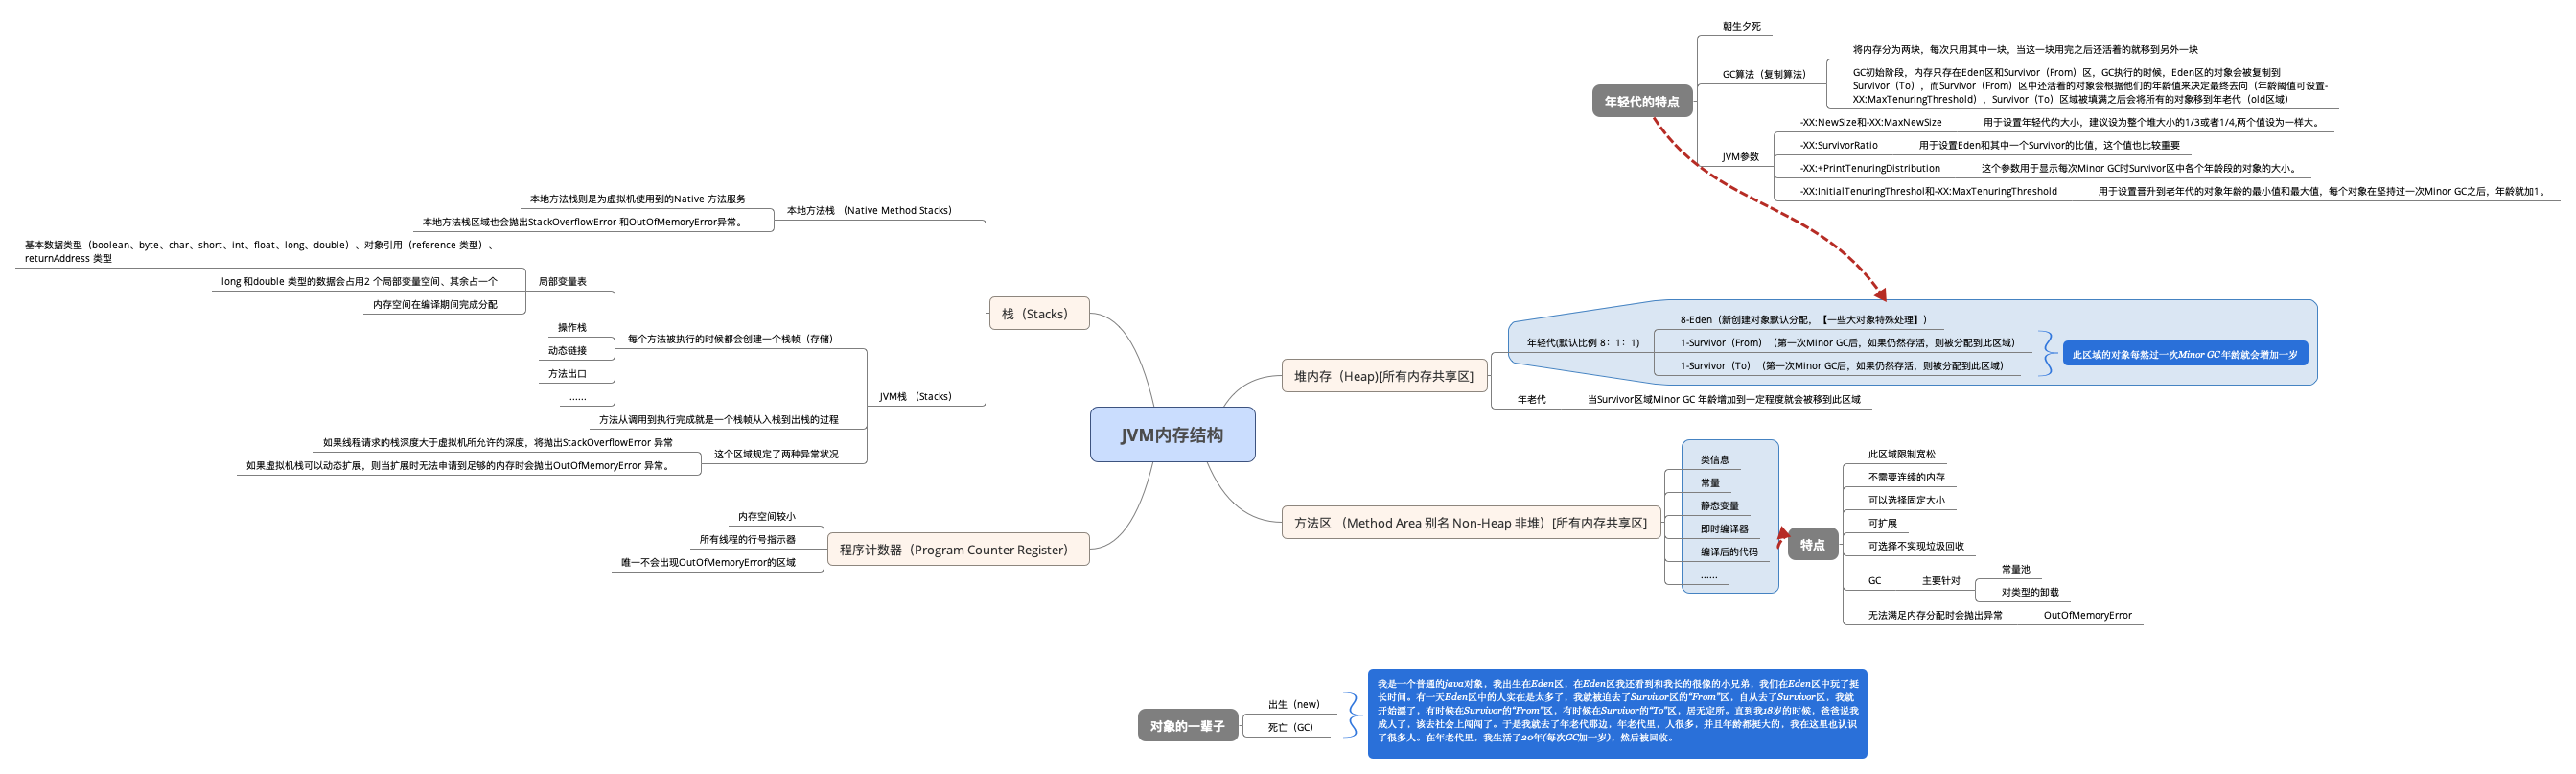 JVM内存结构
栈（Stacks）
本地方法栈 （Native Method Stacks）
本地方法栈则是为虚拟机使用到的Native 方法服务
本地方法栈区域也会抛出StackOverflowError 和OutOfMemoryError异常。
JVM栈 （Stacks）
每个方法被执行的时候都会创建一个栈帧（存储）
局部变量表
基本数据类型（boolean、byte、char、short、int、float、long、double）、对象引用（reference 类型）、
returnAddress 类型
long 和double 类型的数据会占用2 个局部变量空间、其余占一个
内存空间在编译期间完成分配
操作栈
动态链接
方法出口
......
方法从调用到执行完成就是一个栈帧从入栈到出栈的过程
这个区域规定了两种异常状况
如果线程请求的栈深度大于虚拟机所允许的深度，将抛出StackOverflowError 异常
如果虚拟机栈可以动态扩展，则当扩展时无法申请到足够的内存时会抛出OutOfMemoryError 异常。
程序计数器（Program Counter Register）
内存空间较小
所有线程的行号指示器
唯一不会出现OutOfMemoryError的区域
年轻代的特点
朝生夕死
GC算法（复制算法）
将内存分为两块，每次只用其中一块，当这一块用完之后还活着的就移到另外一块
GC初始阶段，内存只存在Eden区和Survivor（From）区，GC执行的时候，Eden区的对象会被复制到
Survivor（To），而Survivor（From）区中还活着的对象会根据他们的年龄值来决定最终去向（年龄阈值可设置-
XX:MaxTenuringThreshold），Survivor（To）区域被填满之后会将所有的对象移到年老代（old区域）
JVM参数
-XX:NewSize和-XX:MaxNewSize 用于设置年轻代的大小，建议设为整个堆大小的1/3或者1/4,两个值设为一样大。
-XX:SurvivorRatio 用于设置Eden和其中一个Survivor的比值，这个值也比较重要
-XX:+PrintTenuringDistribution 这个参数用于显示每次Minor GC时Survivor区中各个年龄段的对象的大小。
-XX:InitialTenuringThreshol和-XX:MaxTenuringThreshold 用于设置晋升到老年代的对象年龄的最小值和最大值，每个对象在坚持过一次Minor GC之后，年龄就加1。
堆内存（Heap)[所有内存共享区]
年轻代(默认比例 8：1：1)
8-Eden（新创建对象默认分配，【一些大对象特殊处理】）
1-Survivor（From）（第一次Minor GC后，如果仍然存活，则被分配到此区域）
1-Survivor（To）（第一次Minor GC后，如果仍然存活，则被分配到此区域）
此区域的对象每熬过一次Minor GC年龄就会增加一岁
年老代 当Survivor区域Minor GC 年龄增加到一定程度就会被移到此区域
方法区 （Method Area 别名 Non-Heap 非堆）[所有内存共享区]
类信息
常量
静态变量
即时编译器
编译后的代码
......
特点
此区域限制宽松
不需要连续的内存
可以选择固定大小
可扩展
可选择不实现垃圾回收
GC 主要针对
常量池
对类型的卸载
无法满足内存分配时会抛出异常 OutOfMemoryError
对象的一辈子
出生（new）
死亡（GC）
我是一个普通的java对象，我出生在Eden区，在Eden区我还看到和我长的很像的小兄弟，我们在Eden区中玩了挺
长时间。有一天Eden区中的人实在是太多了，我就被迫去了Survivor区的“From”区，自从去了Survivor区，我就
开始漂了，有时候在Survivor的“From”区，有时候在Survivor的“To”区，居无定所。直到我18岁的时候，爸爸说我
成人了，该去社会上闯闯了。于是我就去了年老代那边，年老代里，人很多，并且年龄都挺大的，我在这里也认识
了很多人。在年老代里，我生活了20年(每次GC加一岁)，然后被回收。